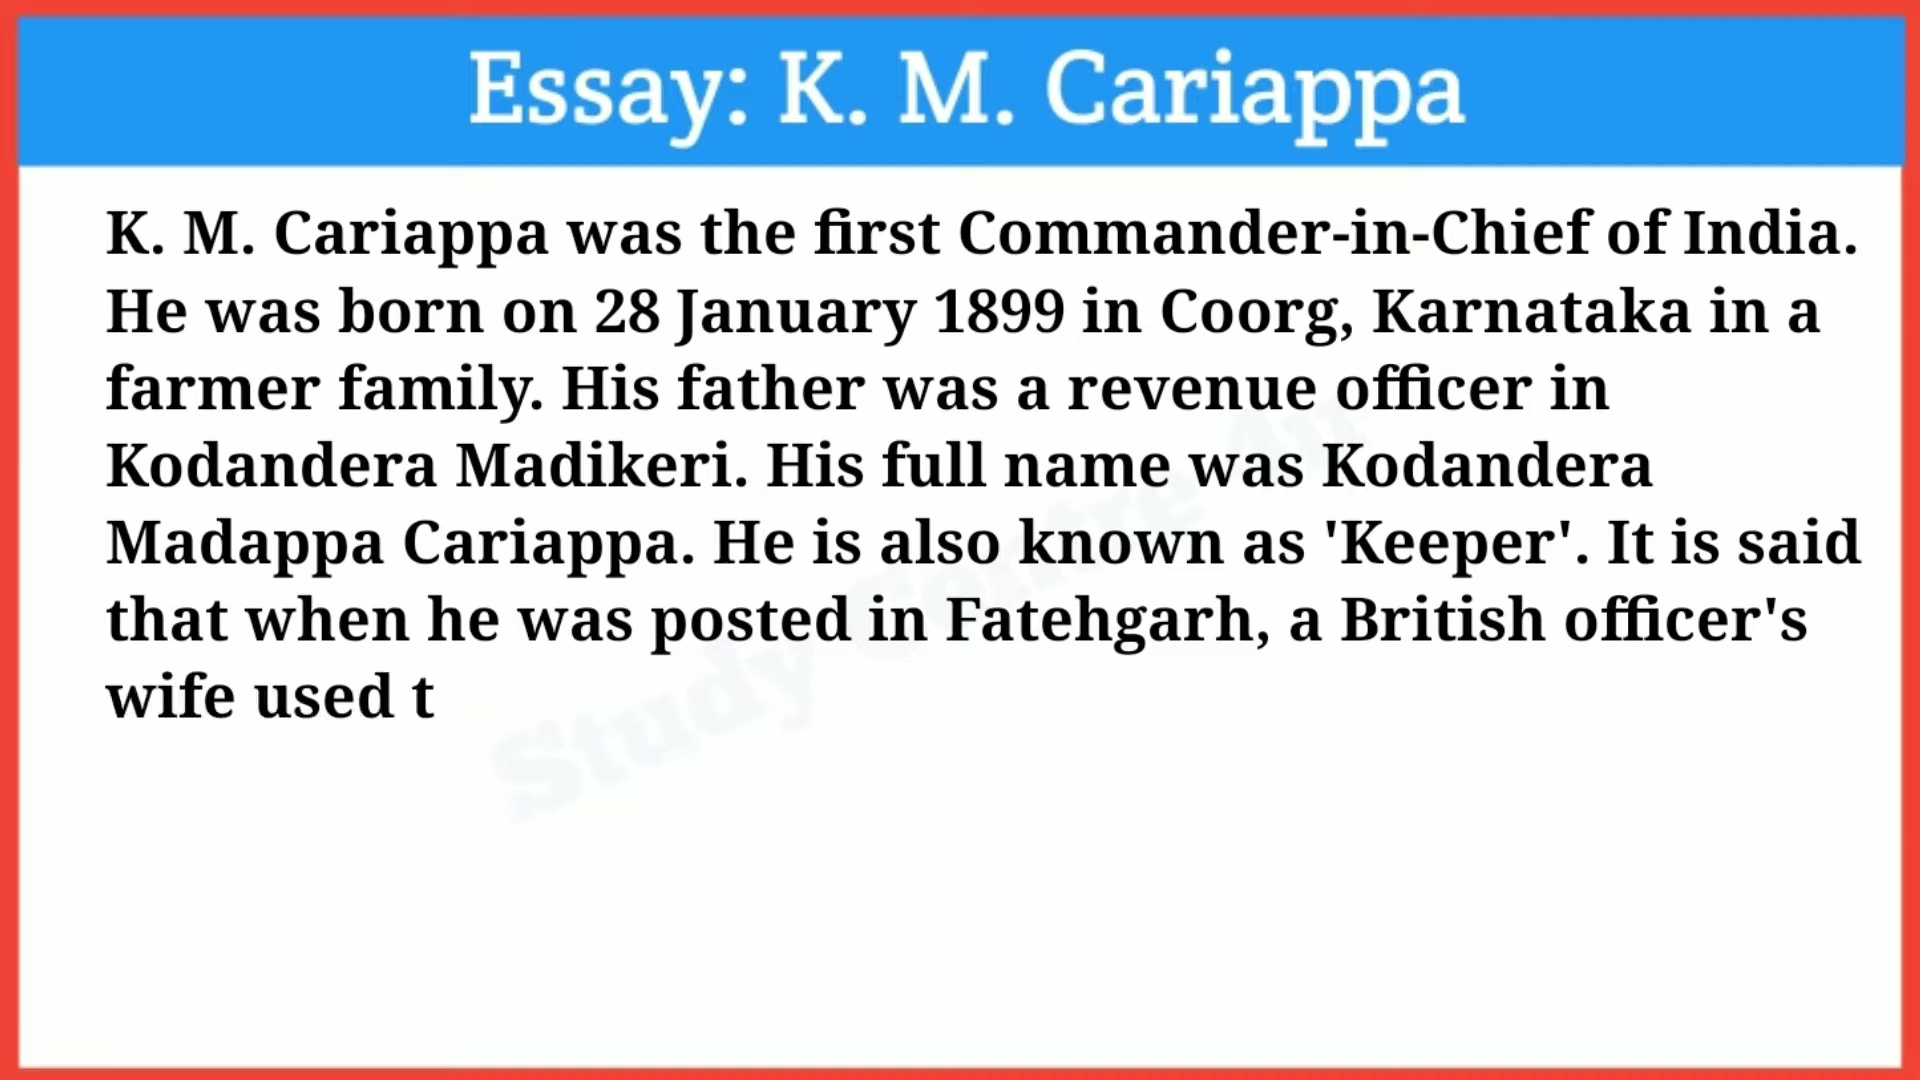 Essay: K. M. Cariappa
K. M. Cariappa was the first Commander-in-Chief of India.
He was born on 28 January 1899 in Coorg, Karnataka in a
farmer family. His father was a revenue officer in
Kodandera Madikeri. His full name was Kodandera
Madappa Cariappa. He is also known as 'Keeper'. It is said
that when he was posted in Fatehgarh, a British officer's
wife used t
Study Centre